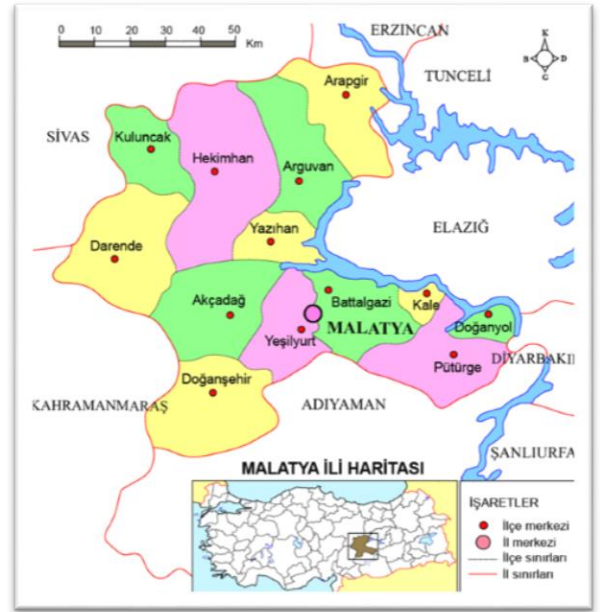 0 10 20 30 40 50
Km
ERZİNCAN
K
B D
G
TUNCELİ
Arapgir
SİVAS
Kuluncak
Hekimhan
Arguvan
ELAZIĞ
Yazıhan
Darende
Akçadağ
Battalgazi
Kale
MALATYA
Doğanyol
Yeşilyurt
Pütürge
DİYARBAKI
Doğanşehir
KAHRAMANMARAŞ
ADIYAMAN
ŞANLIURFA
MALATYA İLİ HARİTASI
İŞARETLER
İlçe merkezi
İl merkezi
İlçe sınırları
İl sınırları